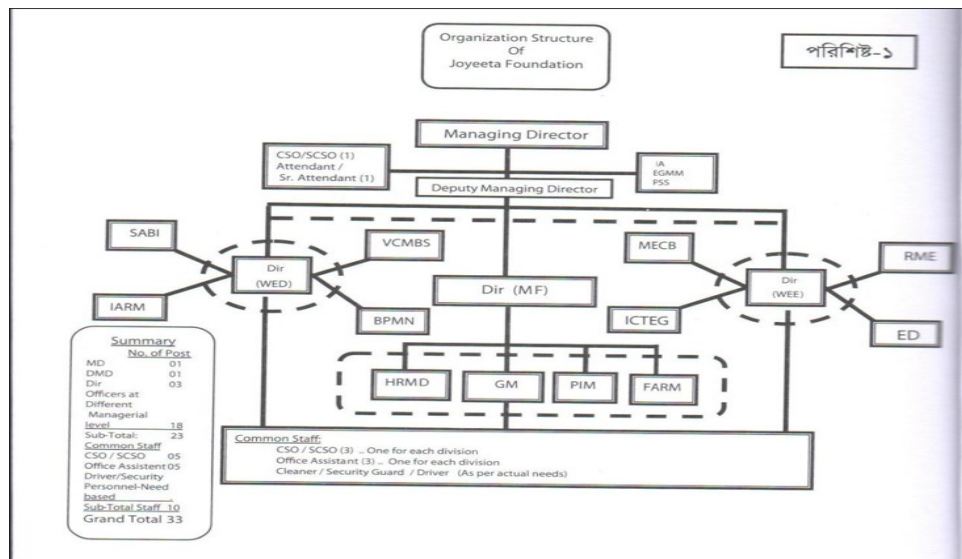 Organization Structure
Of
Joyeeta Foundation
পরিশিষ্ট-১
Managing Director
CSO/SCSO (1)
Attendant /
Sr. Attendant (1)
IA
EGMM
PSS
Deputy Managing Director
SABI
VCMBS
MECB
RME
Dir
(WED)
Dir (MF)
Dir
(WEE)
IARM
BPMN
ICTEG
ED
HRMD
GM
PIM
FARM
Summary
No. of Post
MD 01
DMD 01
Dir 03
Officers at
Different
Managerial
level 18
Sub-Total: 23
Common Staff
CSO / SCSO 05
Office Assistent 05
Driver/Security
Personnel-Need
based .
Sub-Total Staff 10
Grand Total 33
Common Staff:
CSO / SCSO (3) .. One for each division
Office Assistant (3) .. One for each division
Cleaner / Security Guard / Driver (As per actual needs)